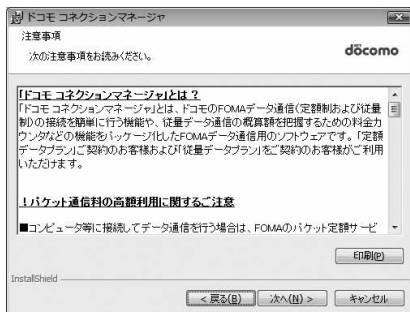 ドコモ コネクションマネージャ
注意事項
次の注意事項をお読みください。
döcomo
「ドコモ コネクションマネージャ」とは？
「ドコモ コネクションマネージャ」とは、ドコモのFOMAデータ通信(定額制および従量
制)の接続を簡単に行う機能や、従量データ通信の概算額を把握するための料金カ
ウンタなどの機能をパッケージ化したFOMAデータ通信用のソフトウェアです。「定額
データプラン」ご契約のお客様および「従量データプラン」をご契約のお客様がご利用
いただけます。
！パケット通信料の高額利用に関するご注意
■コンピュータ等に接続してデータ通信を行う場合は、FOMAのパケット定額サービ
印刷(P)
InstallShield
< 戻る(B)
次へ(N) >
キャンセル